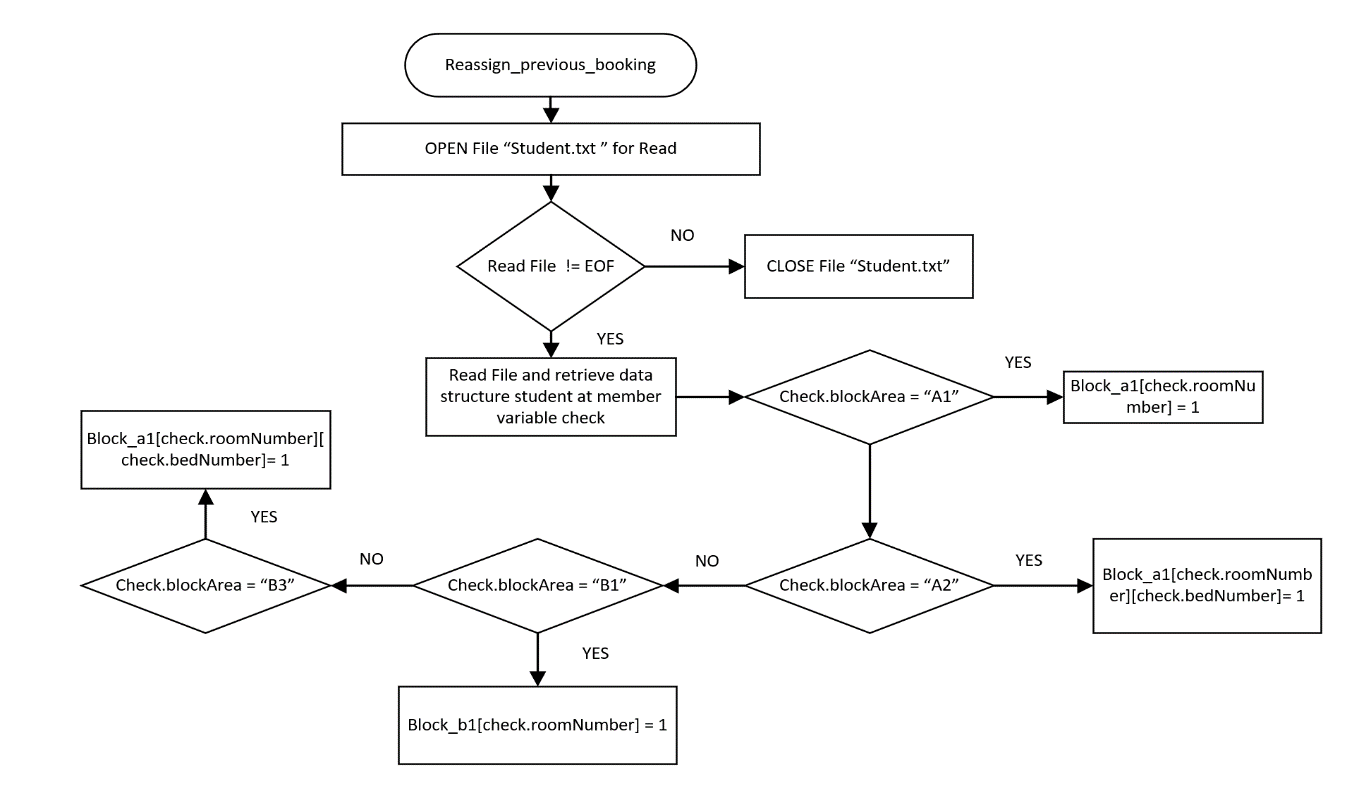 Reassign_previous_booking
OPEN File “Student.txt ” for Read
NO
Read File != EOF
CLOSE File “Student.txt”
YES
Read File and retrieve data
structure student at member
variable check
Check.blockArea = “A1”
YES
Block_a1[check.roomNu
mber] = 1
Block_a1[check.roomNumber][
check.bedNumber]= 1
YES
Check.blockArea = “B3”
NO
Check.blockArea = “B1”
NO
Check.blockArea = “A2”
YES
Block_a1[check.roomNumb
er][check.bedNumber]= 1
YES
Block_b1[check.roomNumber] = 1